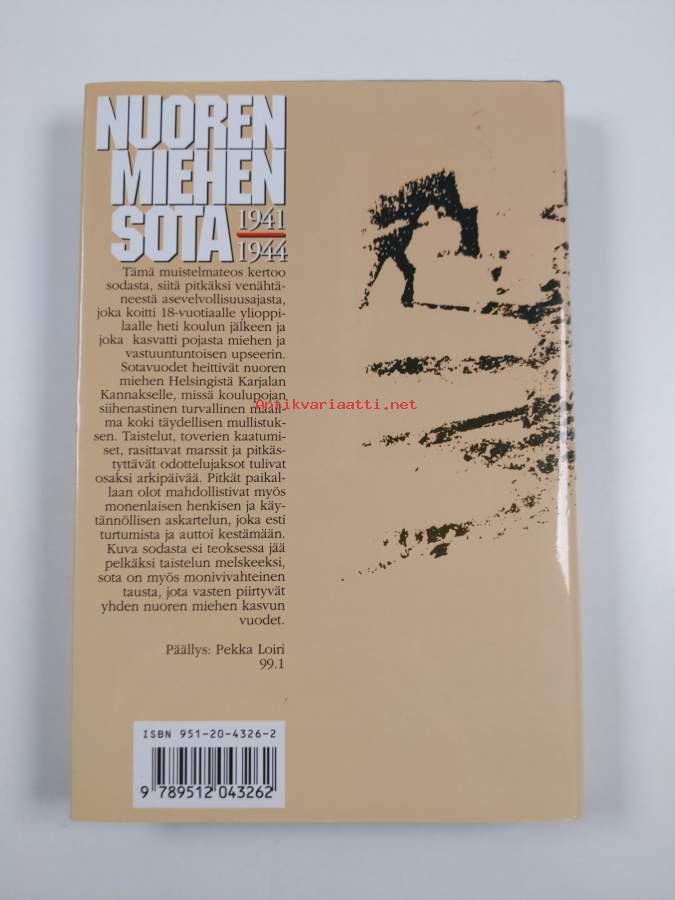 NUOREN
MIEHEN
SOTA 1941
1944
Tämä muistelmateos kertoo
sodasta, siitä pitkäksi venähtä-
neestä asevelvollisuusajasta,
joka koitti 18-vuotiaalle ylioppi-
laalle heti koulun jälkeen ja
joka kasvatti pojasta miehen ja
vastuuntuntoisen upseerin.
Sotavuodet heittivät nuoren
miehen Helsingistä Karjalan
Kannakselle, missä koulupojan
siihenastinen turvallinen maail-
ma koki täydellisen mullistuk-
sen. Taistelut, toverien kaatumi-
set, rasittavat marssit ja pitkäs-
tyttävät odottelujaksot tulivat
osaksi arkipäivää. Pitkät paikal-
laan olot mahdollistivat myös
monenlaisen henkisen ja käy-
tännöllisen askartelun, joka esti
turtumista ja auttoi kestämään.
Kuva sodasta ei teoksessa jää
pelkäksi taistelun melskeeksi,
sota on myös monivivahteinen
tausta, jota vasten piirtyvät
yhden nuoren miehen kasvun
vuodet.
Päällys: Pekka Loiri
99.1
ISBN 951-20-4326-2
9 789512 043262
Antikvariaatti.net